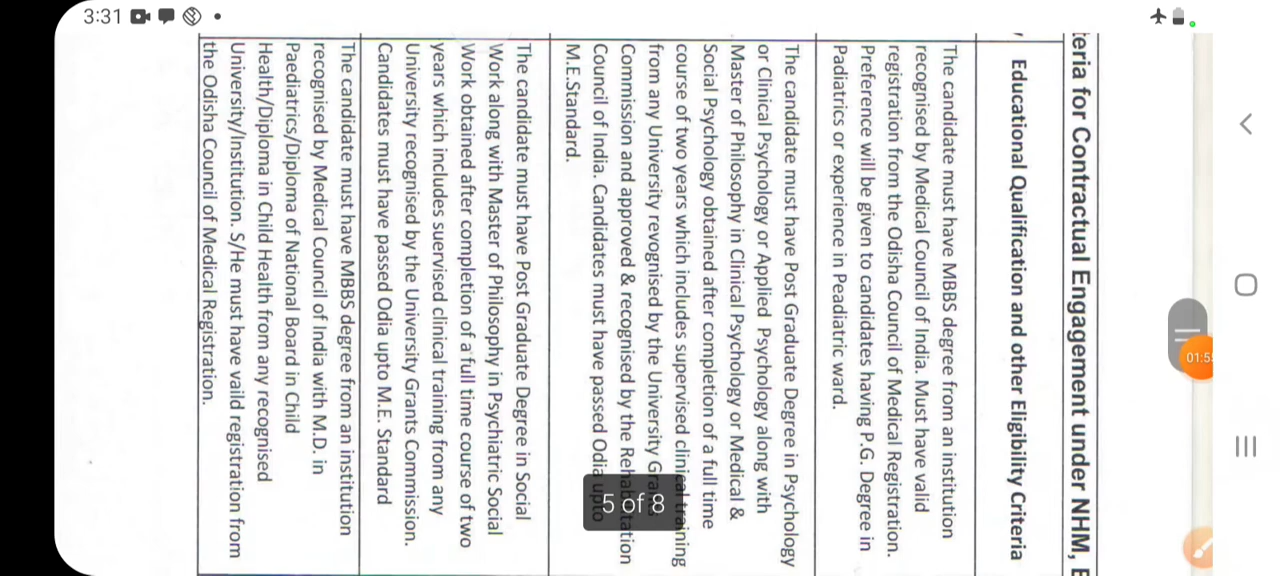 3:31
teria for Contractual Engagement under NHM,
Educational Qualification and other Eligibility Criteria
The candidate must have MBBS degree from an institution
recognised by Medical Council of India. Must have valid
registration from the Odisha Council of Medical Registration.
Preference will be given to candidates having P.G. Degree in
Padiatrics or experience in Peadiatric ward.
The candidate must have Post Graduate Degree in Psychology
or Clinical Psychology or Applied Psychology along with
Master of Philosophy in Clinical Psychology or Medical &
Social Psychology obtained after completion of a full time
course of two years which includes supervised clinical training
from any University revognised by the University Grants
Commission and approved & recognised by the Rehabitation
Council of India. Candidates must have passed Odia upto
M.E.Standard.
The candidate must have Post Graduate Degree in Social
Work along with Master of Philosophy in Psychiatric Social
Work obtained after completion of a full time course of two
years which includes suervised clinical training from any
University recognised by the University Grants Commission.
Candidates must have passed Odia upto M.E. Standard
The candidate must have MBBS degree from an institution
recognised by Medical Council of India with M.D. in
Paediatrics/Diploma of National Board in Child
Health/Diploma in Child Health from any recognised
University/Institution. S/He must have vaild registration from
the Odisha Council of Medical Registration.
5 of 8
01:5